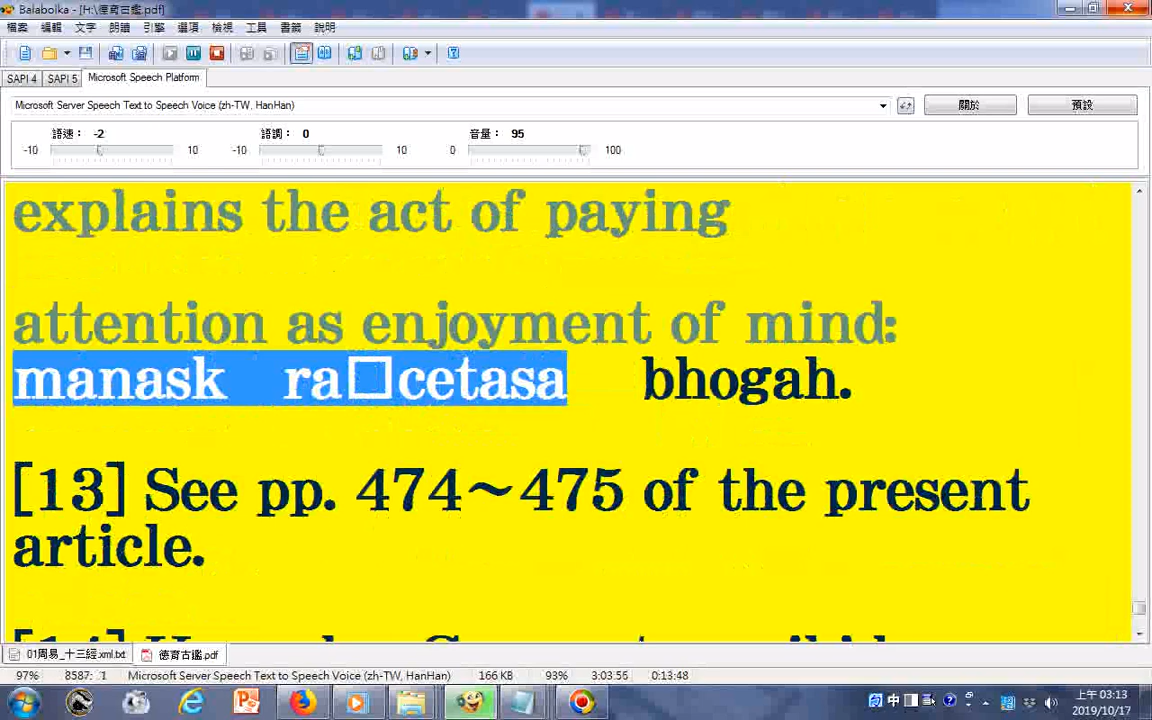 Balabolka - [H:\德育古鑑.pdf]
檔案 編輯 文字 朗讀 引擎 選項 檢視 工具 書籤 說明
SAPI 4 SAPI 5 Microsoft Speech Platform
Microsoft Server Speech Text to Speech Voice (zh-TW, HanHan) 關於 預設
語速： -2 語調： 0 音量： 95
-10 10 -10 10 0 100
explains the act of paying
attention as enjoyment of mind:
manask ra□cetasa bhogah.
[13] See pp. 474～475 of the present
article.
01周易_十三經.xml.txt 德育古鑑.pdf
97% 8587: 1 Microsoft Server Speech Text to Speech Voice (zh-TW, HanHan) 166 KB 93% 3:03:55 0:13:48
中 上午 03:13
2019/10/17